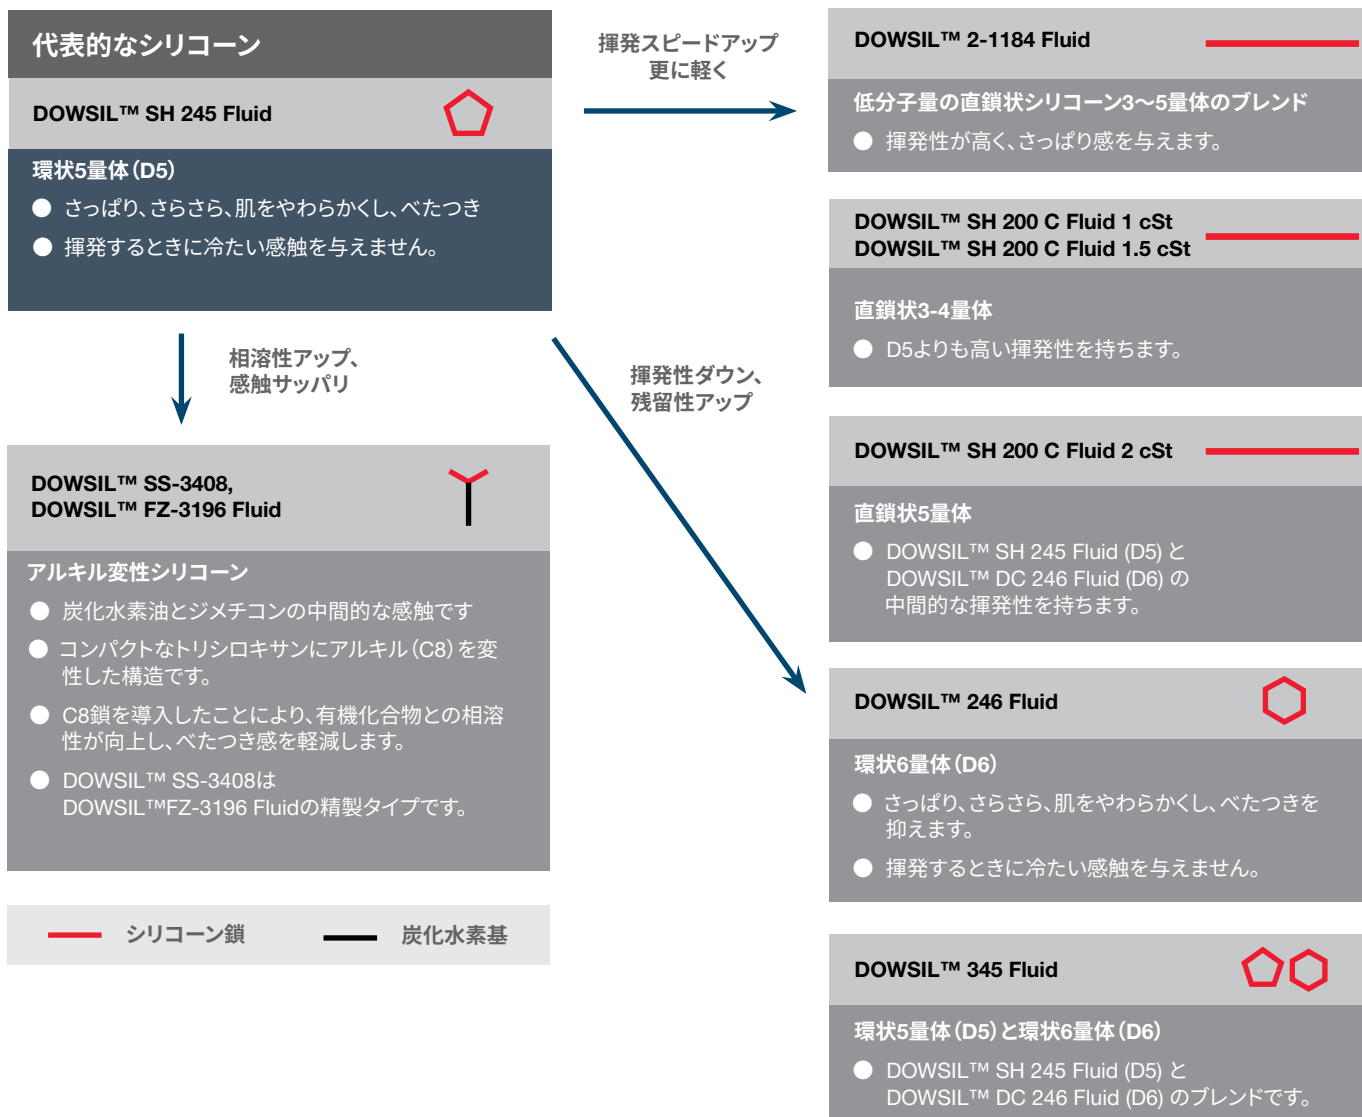 代表的なシリコーン
DOWSIL™ SH 245 Fluid
環状5量体（D5）
● さっぱり、さらさら、肌をやわらかくし、べたつき
● 揮発するときに冷たい感触を与えません。
相溶性アップ、
感触サッパリ
DOWSIL™ SS-3408,
DOWSIL™ FZ-3196 Fluid
アルキル変性シリコーン
● 炭化水素油とジメチコンの中間的な感触です
● コンパクトなトリシロキサンにアルキル（C8）を変
性した構造です。
● C8鎖を導入したことにより、有機化合物との相溶
性が向上し、べたつき感を軽減します。
● DOWSIL™ SS-3408は
DOWSIL™FZ-3196 Fluidの精製タイプです。
シリコーン鎖
炭化水素基
揮発スピードアップ
更に軽く
揮発性ダウン、
残留性アップ
DOWSIL™ 2-1184 Fluid
低分子量の直鎖状シリコーン3〜5量体のブレンド
● 揮発性が高く、さっぱり感を与えます。
DOWSIL™ SH 200 C Fluid 1 cSt
DOWSIL™ SH 200 C Fluid 1.5 cSt
直鎖状3-4量体
● D5よりも高い揮発性を持ちます。
DOWSIL™ SH 200 C Fluid 2 cSt
直鎖状5量体
● DOWSIL™ SH 245 Fluid (D5) と
DOWSIL™ DC 246 Fluid (D6) の
中間的な揮発性を持ちます。
DOWSIL™ 246 Fluid
環状6量体（D6）
● さっぱり、さらさら、肌をやわらかくし、べたつきを
抑えます。
● 揮発するときに冷たい感触を与えません。
DOWSIL™ 345 Fluid
環状5量体（D5）と環状6量体（D6）
● DOWSIL™ SH 245 Fluid (D5) と
DOWSIL™ DC 246 Fluid (D6) のブレンドです。